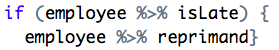 if (employee %>% isLate) {
  employee %>% reprimand}